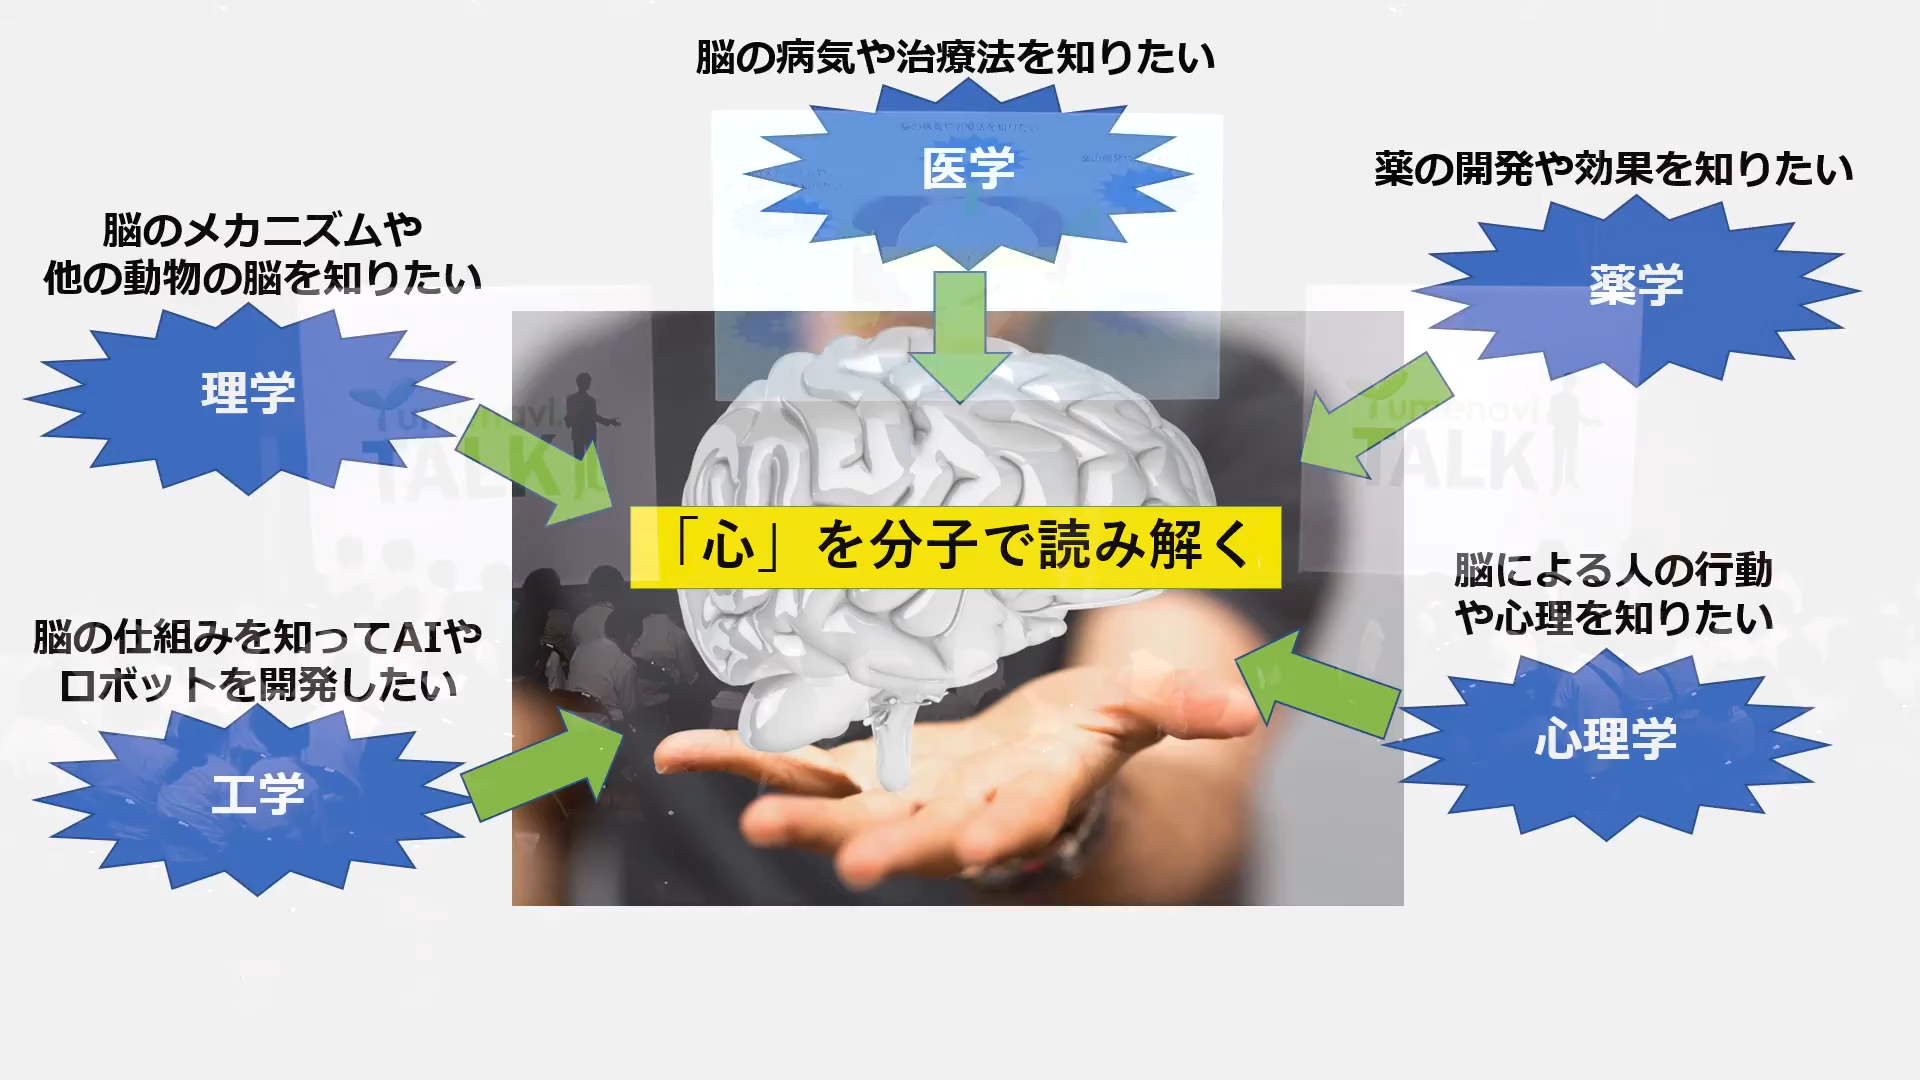 脳の病気や治療法を知りたい
医学
薬の開発や効果を知りたい
薬学
脳のメカニズムや
他の動物の脳を知りたい
理学
Yumenavi.
TALK
Yumenavi
TALK
「心」を分子で読み解く
脳による人の行動
や心理を知りたい
心理学
脳の仕組みを知ってAIや
ロボットを開発したい
工学